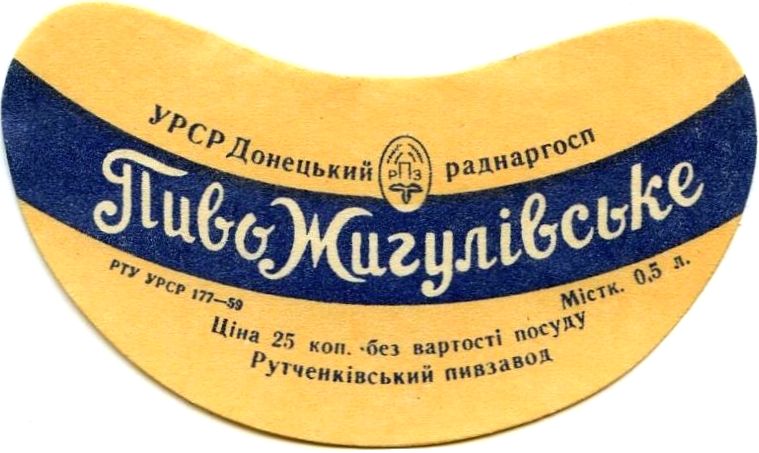 УРСР Донецький раднаргосп
РПЗ
Пиво Жигулівське
РТУ УРСР 177—59
Містк. 0,5 л.
Ціна 25 коп. без вартості посуду
Рутченківський пивзавод